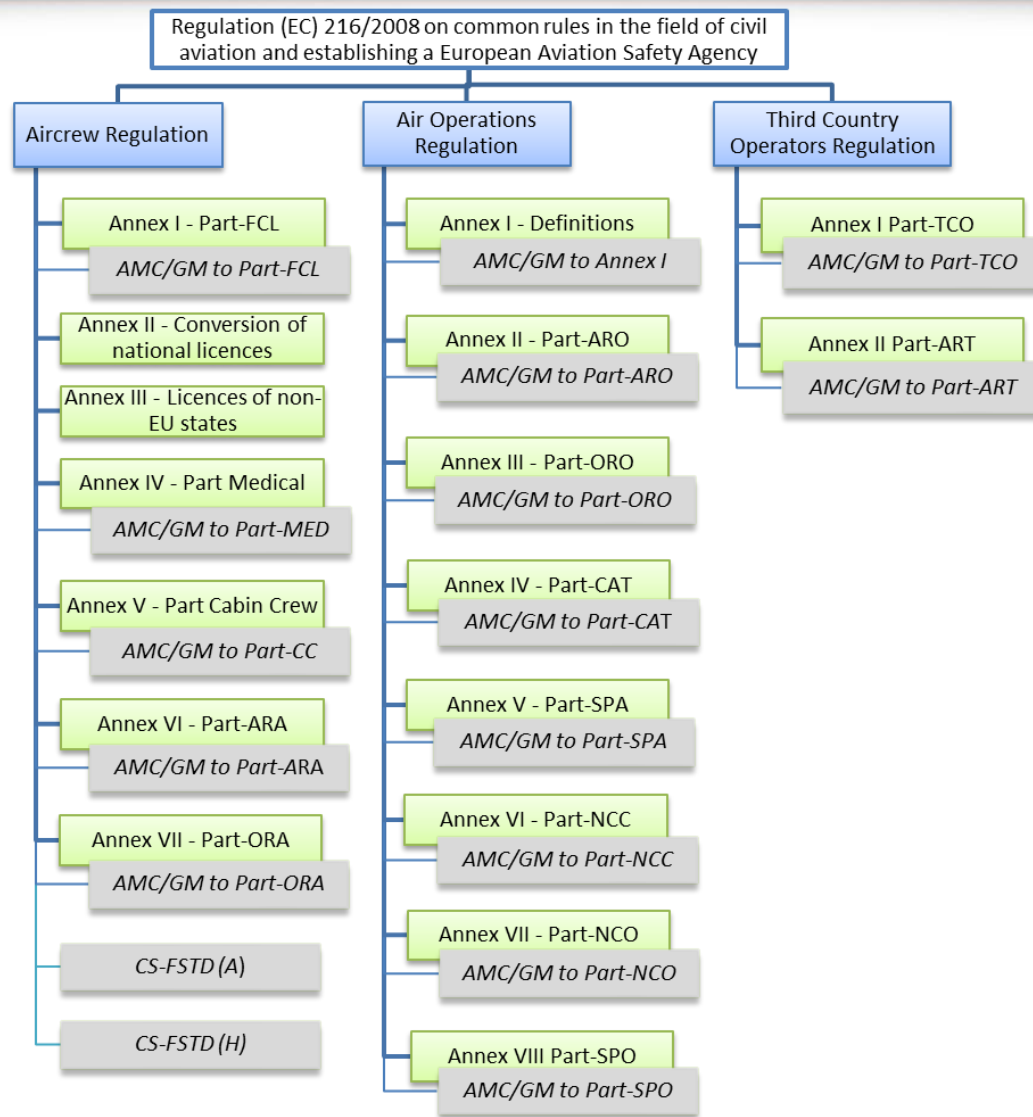 Regulation (EC) 216/2008 on common rules in the field of civil
aviation and establishing a European Aviation Safety Agency
Aircrew Regulation
Annex I - Part-FCL
AMC/GM to Part-FCL
Annex II - Conversion of
national licences
Annex III - Licences of non-
EU states
Annex IV - Part Medical
AMC/GM to Part-MED
Annex V - Part Cabin Crew
AMC/GM to Part-CC
Annex VI - Part-ARA
AMC/GM to Part-ARA
Annex VII - Part-ORA
AMC/GM to Part-ORA
CS-FSTD (A)
CS-FSTD (H)
Air Operations
Regulation
Annex I - Definitions
AMC/GM to Annex I
Annex II - Part-ARO
AMC/GM to Part-ARO
Annex III - Part-ORO
AMC/GM to Part-ORO
Annex IV - Part-CAT
AMC/GM to Part-CAT
Annex V - Part-SPA
AMC/GM to Part-SPA
Annex VI - Part-NCC
AMC/GM to Part-NCC
Annex VII - Part-NCO
AMC/GM to Part-NCO
Annex VIII Part-SPO
AMC/GM to Part-SPO
Third Country
Operators Regulation
Annex I Part-TCO
AMC/GM to Part-TCO
Annex II Part-ART
AMC/GM to Part-ART